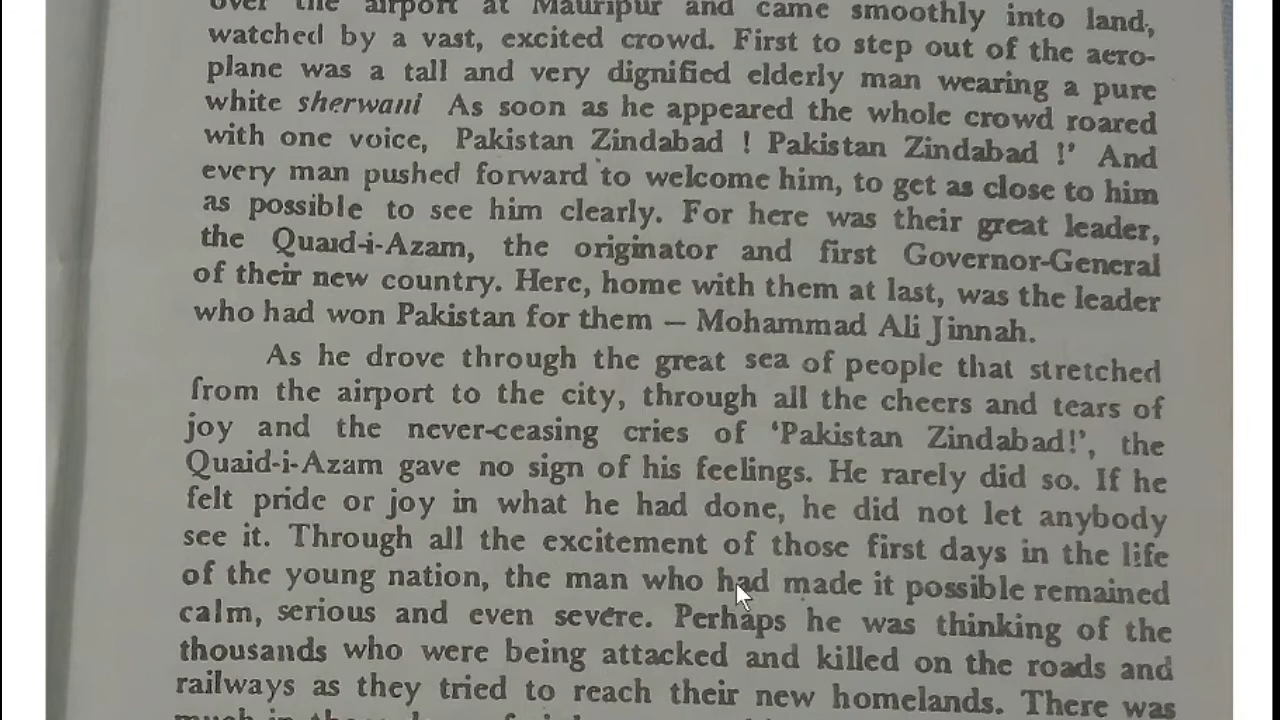 over the airport at Mauripur and came smoothly into land,
watched by a vast, excited crowd. First to step out of the aero-
plane was a tall and very dignified elderly man wearing a pure
white sherwani As soon as he appeared the whole crowd roared
with one voice, Pakistan Zindabad ! Pakistan Zindabad !’ And
every man pushed forward to welcome him, to get as close to him
as possible to see him clearly. For here was their great leader,
the Quaid-i-Azam, the originator and first Governor-General
of their new country. Here, home with them at last, was the leader
who had won Pakistan for them — Mohammad Ali Jinnah.
As he drove through the great sea of people that stretched
from the airport to the city, through all the cheers and tears of
joy and the never-ceasing cries of ‘Pakistan Zindabad!’, the
Quaid-i-Azam gave no sign of his feelings. He rarely did so. If he
felt pride or joy in what he had done, he did not let anybody
see it. Through all the excitement of those first days in the life
of the young nation, the man who had made it possible remained
calm, serious and even severe. Perhaps he was thinking of the
thousands who were being attacked and killed on the roads and
railways as they tried to reach their new homelands. There was